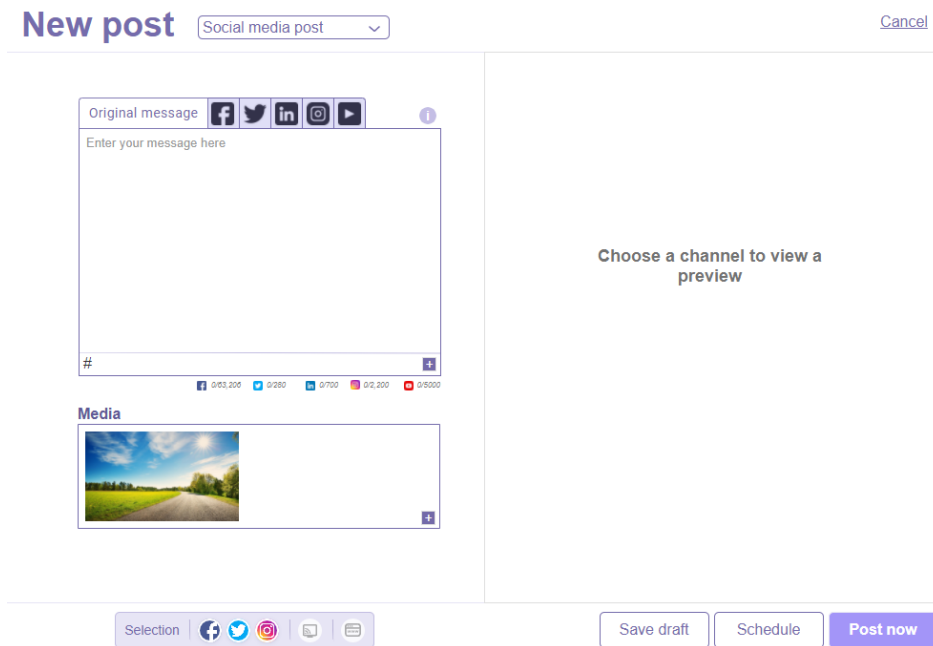 New post
Social media post
Cancel
Original message
Enter your message here
#
0/63,206 0/280 0/700 0/2,200 0/5000
Choose a channel to view a
preview
Media
Selection
Save draft
Schedule
Post now